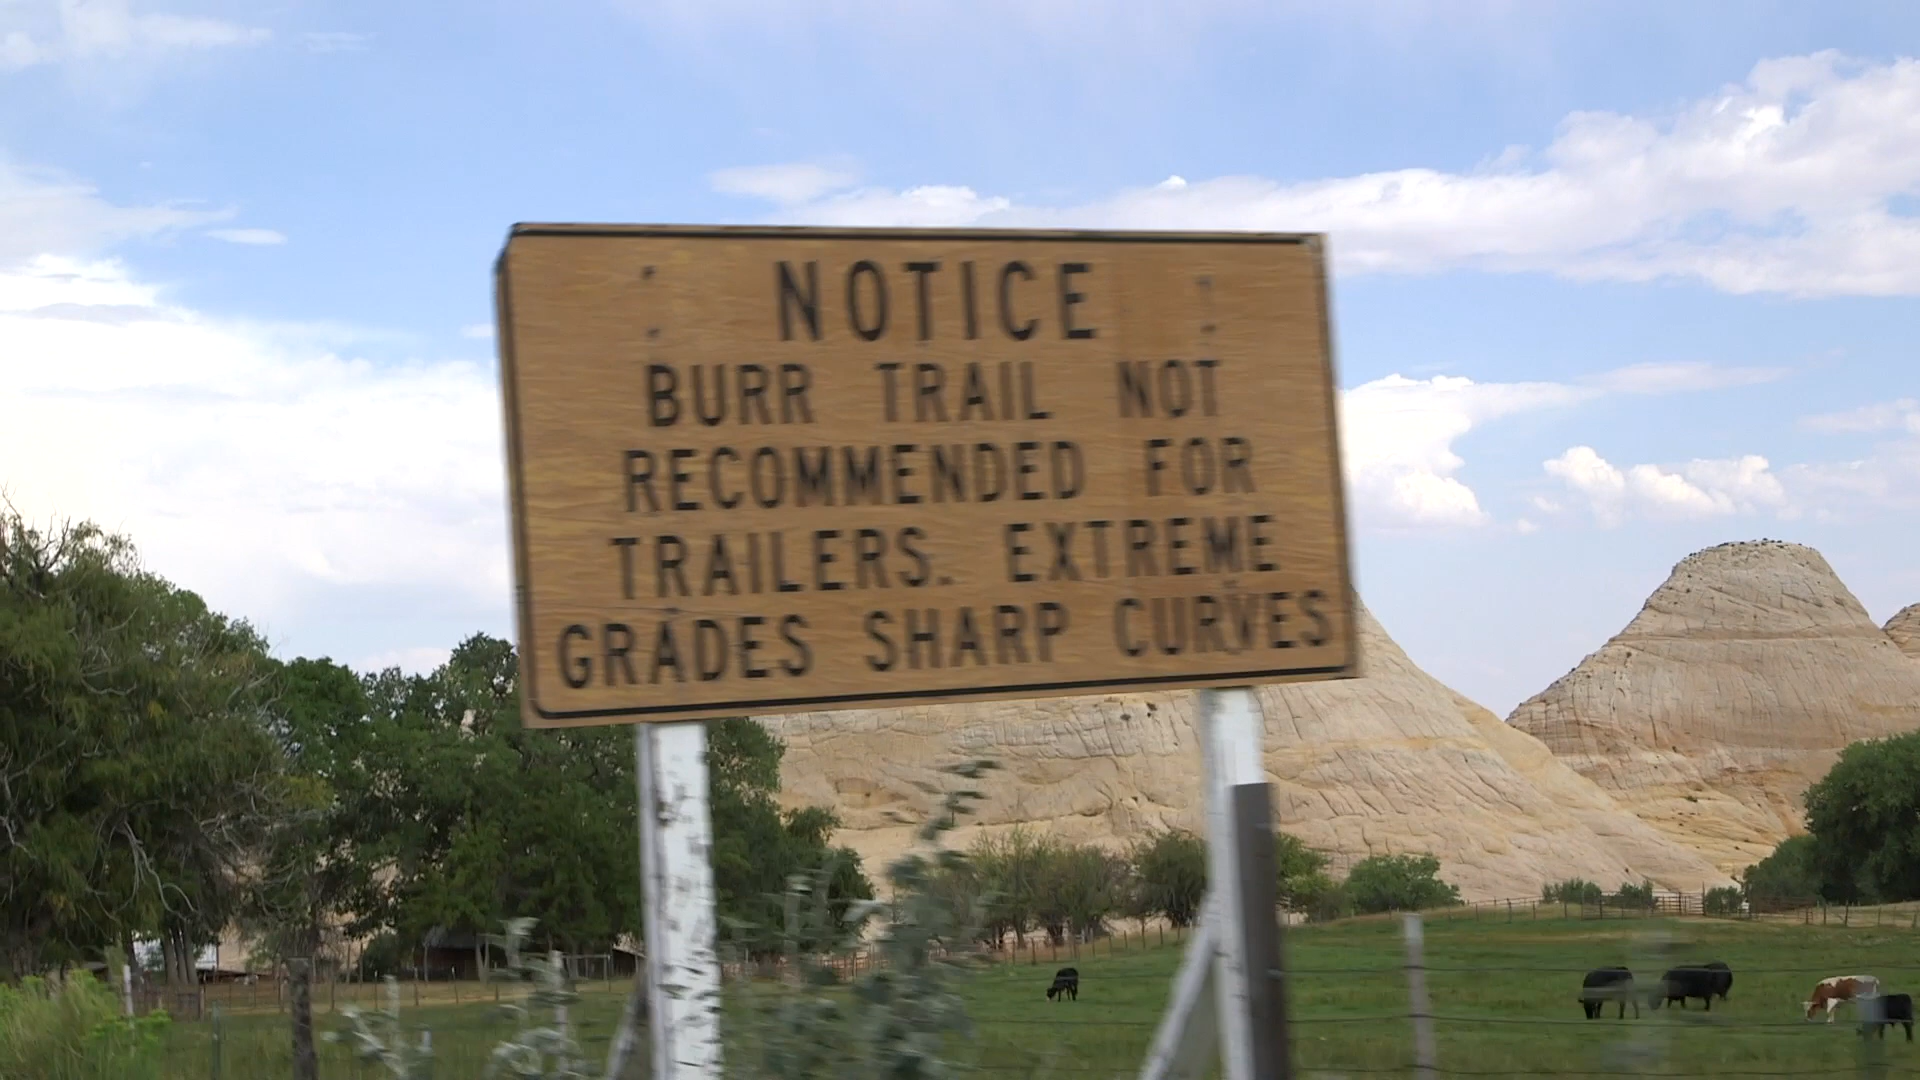 NOTICE
BURR TRAIL NOT
RECOMMENDED FOR
TRAILERS. EXTREME
GRADES SHARP CURVES